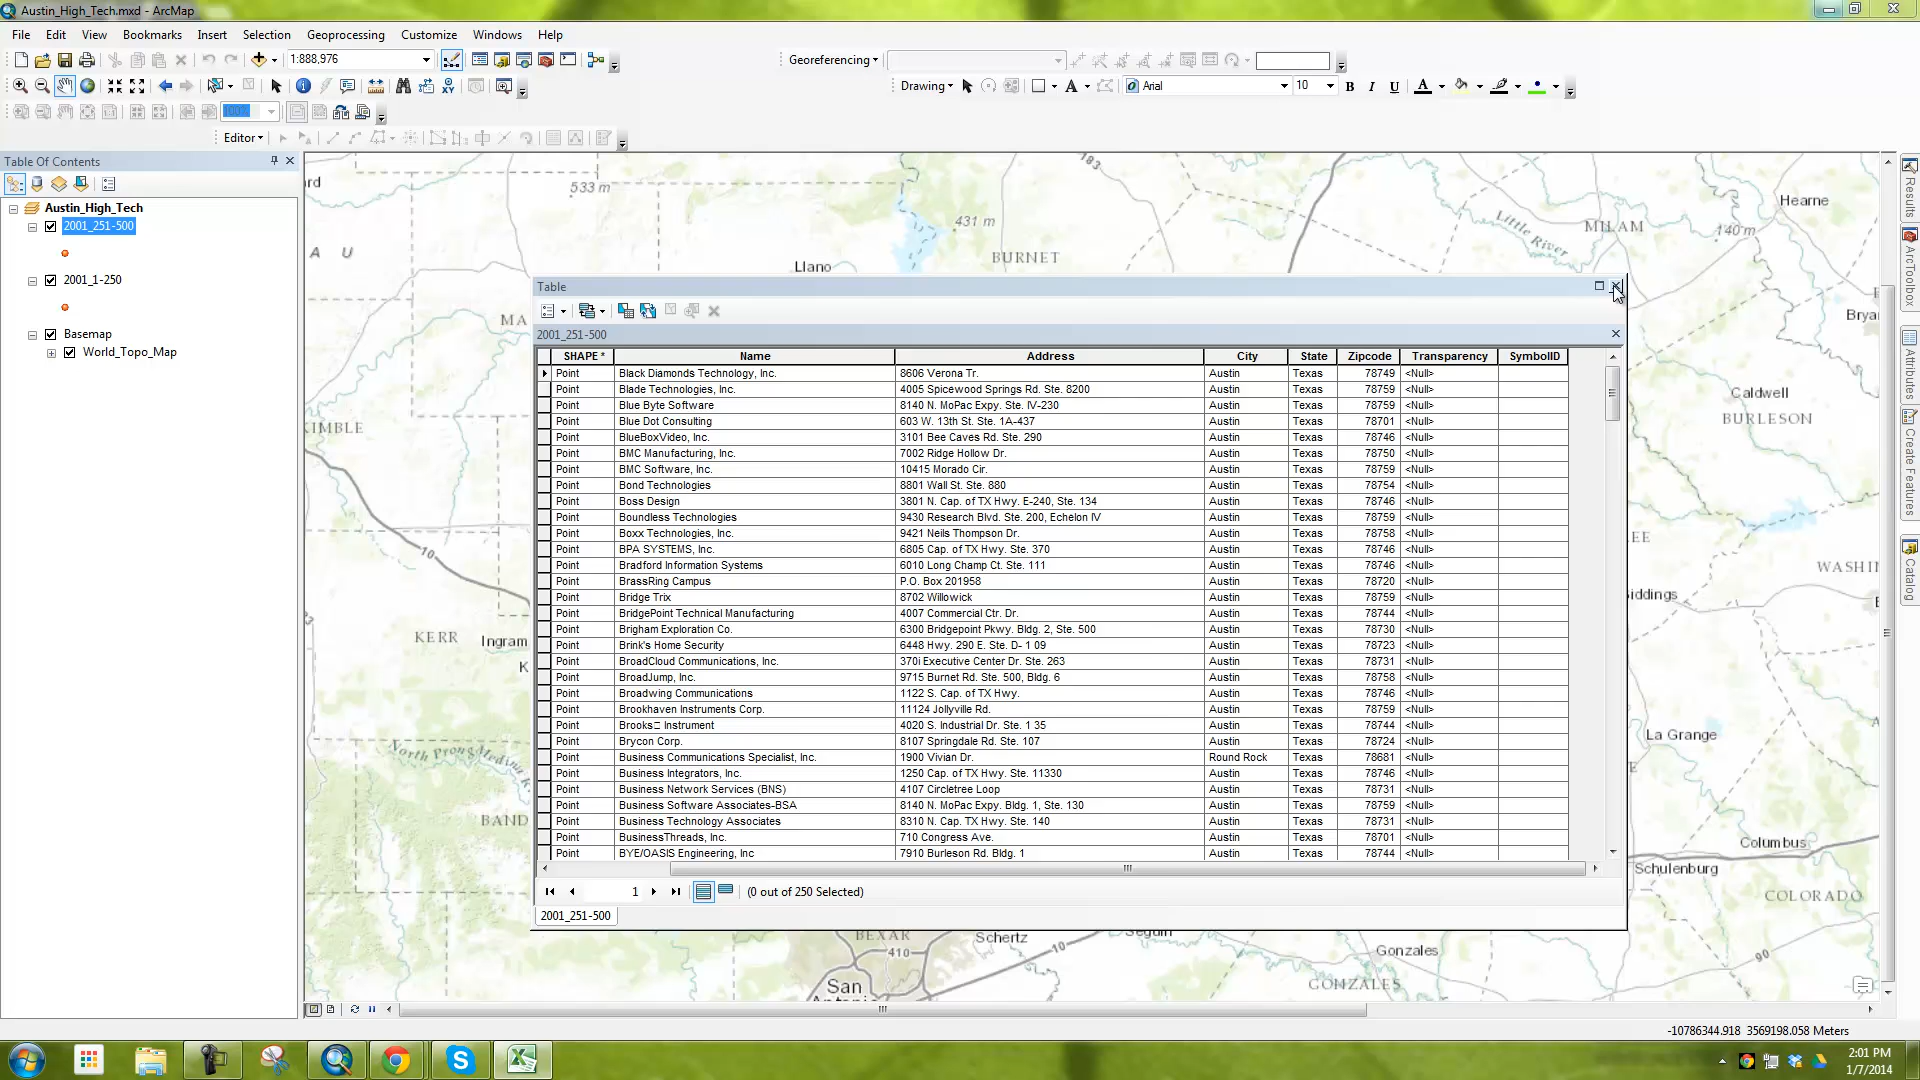 Austin_High_Tech.mxd - ArcMap
File Edit View Bookmarks Insert Selection Geoprocessing Customize Windows Help
1:888,976 Georeferencing
Drawing A Arial 10 B I U A
100%
Editor
Table Of Contents
Austin_High_Tech
2001_251-500
2001_1-250
Basemap
World_Topo_Map
533 m
183
431 m
Llano
BURNET
Little River
MILAM
140 m
Hearne
A U
Results
ArcToolbox
Attributes
Create Features
Catalog
Table
2001_251-500
SHAPE * Name Address City State Zipcode Transparency SymbolID
Point Black Diamonds Technology, Inc. 8606 Verona Tr. Austin Texas 78749 <Null>
Point Blade Technologies, Inc. 4005 Spicewood Springs Rd. Ste. 8200 Austin Texas 78759 <Null>
Point Blue Byte Software 8140 N. MoPac Expy. Ste. IV-230 Austin Texas 78759 <Null>
Point Blue Dot Consulting 603 W. 13th St. Ste. 1A-437 Austin Texas 78701 <Null>
Point BlueBoxVideo, Inc. 3101 Bee Caves Rd. Ste. 290 Austin Texas 78746 <Null>
Point BMC Manufacturing, Inc. 7002 Ridge Hollow Dr. Austin Texas 78750 <Null>
Point BMC Software, Inc. 10415 Morado Cir. Austin Texas 78759 <Null>
Point Bond Technologies 8801 Wall St. Ste. 880 Austin Texas 78754 <Null>
Point Boss Design 3801 N. Cap. of TX Hwy. E-240, Ste. 134 Austin Texas 78746 <Null>
Point Boundless Technologies 9430 Research Blvd. Ste. 200, Echelon IV Austin Texas 78759 <Null>
Point Boxx Technologies, Inc. 9421 Neils Thompson Dr. Austin Texas 78758 <Null>
Point BPA SYSTEMS, Inc. 6805 Cap. of TX Hwy. Ste. 370 Austin Texas 78746 <Null>
Point Bradford Information Systems 6010 Long Champ Ct. Ste. 111 Austin Texas 78746 <Null>
Point BrassRing Campus P.O. Box 201958 Austin Texas 78720 <Null>
Point Bridge Trix 8702 Willowick Austin Texas 78759 <Null>
Point BridgePoint Technical Manufacturing 4007 Commercial Ctr. Dr. Austin Texas 78744 <Null>
Point Brigham Exploration Co. 6300 Bridgepoint Pkwy. Bldg. 2, Ste. 500 Austin Texas 78730 <Null>
Point Brink's Home Security 6448 Hwy. 290 E. Ste. D- 1 09 Austin Texas 78723 <Null>
Point BroadCloud Communications, Inc. 370i Executive Center Dr. Ste. 263 Austin Texas 78731 <Null>
Point BroadJump, Inc. 9715 Burnet Rd. Ste. 500, Bldg. 6 Austin Texas 78758 <Null>
Point Broadwing Communications 1122 S. Cap. of TX Hwy. Austin Texas 78746 <Null>
Point Brookhaven Instruments Corp. 11124 Jollyville Rd. Austin Texas 78759 <Null>
Point Brooks□ Instrument 4020 S. Industrial Dr. Ste. 1 35 Austin Texas 78744 <Null>
Point Brycon Corp. 8107 Springdale Rd. Ste. 107 Austin Texas 78724 <Null>
Point Business Communications Specialist, Inc. 1900 Vivian Dr. Round Rock Texas 78681 <Null>
Point Business Integrators, Inc. 1250 Cap. of TX Hwy. Ste. 11330 Austin Texas 78746 <Null>
Point Business Network Services (BNS) 4107 Circletree Loop Austin Texas 78731 <Null>
Point Business Software Associates-BSA 8140 N. MoPac Expy. Bldg. 1, Ste. 130 Austin Texas 78759 <Null>
Point Business Technology Associates 8310 N. Cap. TX Hwy. Ste. 140 Austin Texas 78731 <Null>
Point BusinessThreads, Inc. 710 Congress Ave. Austin Texas 78701 <Null>
Point BYE/OASIS Engineering, Inc 7910 Burleson Rd. Bldg. 1 Austin Texas 78744 <Null>
1 (0 out of 250 Selected)
2001_251-500
MA
10
KERR
Ingram
K
North Prong Medina
BAND
Caldwell
BURLESON
EE
WASHI
iddings
La Grange
Columbus
Schulenburg
COLORADO
BEXAR
410
San
Schertz
10
Seguin
Gonzales
GONZALES
90
-10786344.918 3569198.058 Meters
2:01 PM
1/7/2014